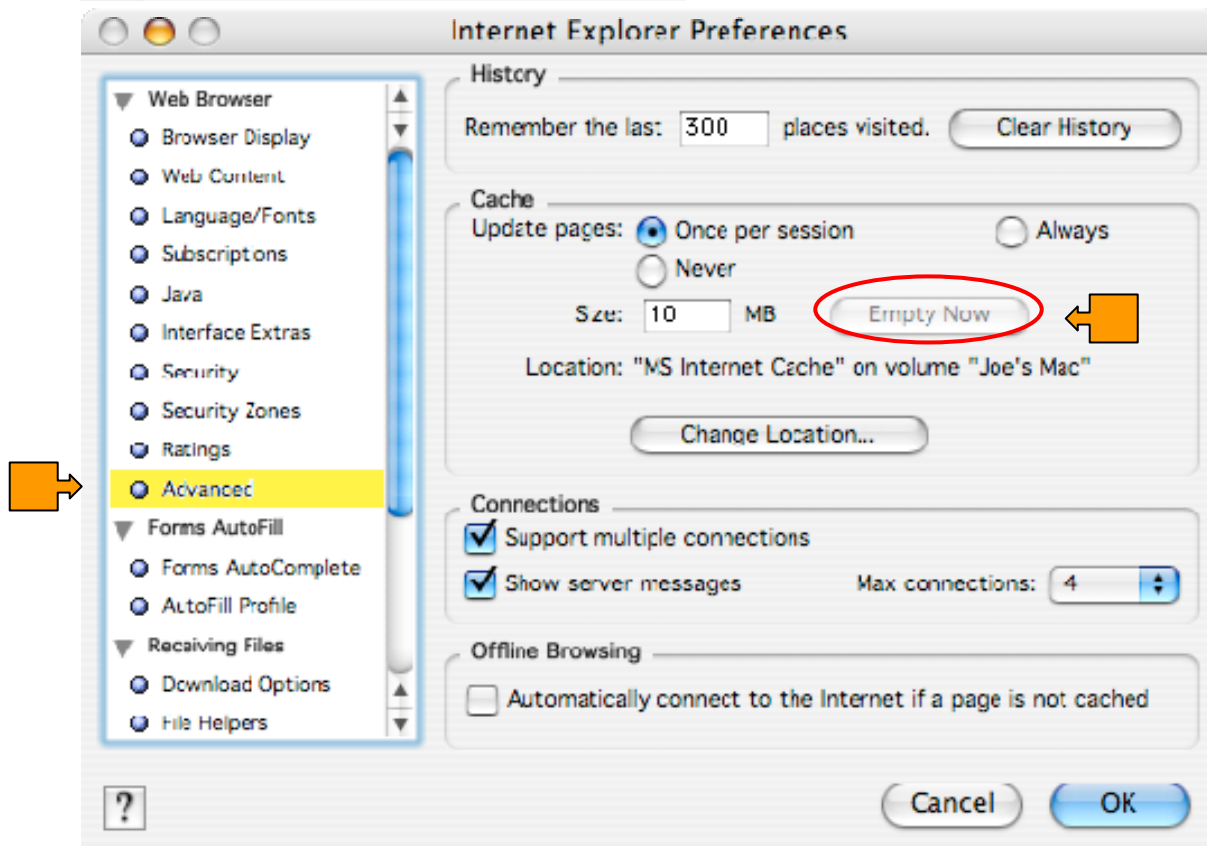 Internet Explorer Preferences
Web Browser
Browser Display
Web Content
Language/Fonts
Subscriptions
Java
Interface Extras
Security
Security Zones
Ratings
Advanced
Forms AutoFill
Forms AutoComplete
AutoFill Profile
Receiving Files
Download Options
File Helpers
History
Remember the last: 300 places visited. Clear History
Cache
Update pages: Once per session Always
Never
Size: 10 MB Empty Now
Location: "MS Internet Cache" on volume "Joe's Mac"
Change Location...
Connections
Support multiple connections
Show server messages Max connections: 4
Offline Browsing
Automatically connect to the Internet if a page is not cached
? Cancel OK